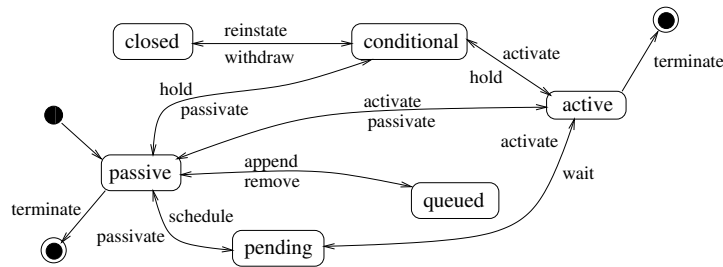 reinstate
closed
conditional
withdraw
activate
hold
terminate
hold
passivate
activate
passivate
active
activate
wait
passive
append
remove
queued
terminate
schedule
passivate
pending